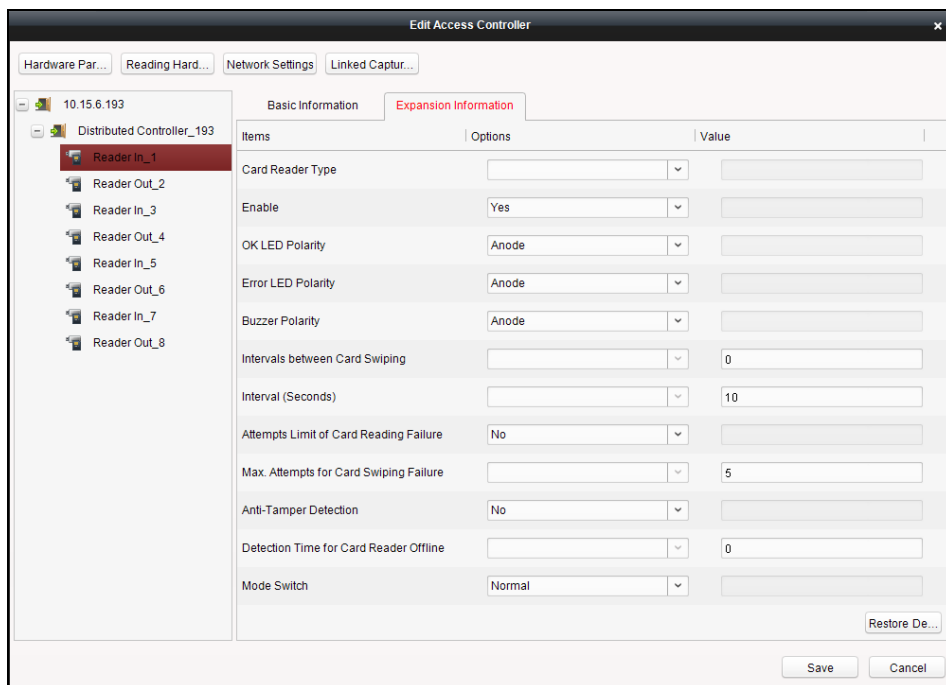 Edit Access Controller ×
Hardware Par... Reading Hard... Network Settings Linked Captur...
10.15.6.193
Distributed Controller_193
Reader In_1
Reader Out_2
Reader In_3
Reader Out_4
Reader In_5
Reader Out_6
Reader In_7
Reader Out_8
Basic Information Expansion Information
Items Options Value
Card Reader Type
Enable Yes
OK LED Polarity Anode
Error LED Polarity Anode
Buzzer Polarity Anode
Intervals between Card Swiping 0
Interval (Seconds) 10
Attempts Limit of Card Reading Failure No
Max. Attempts for Card Swiping Failure 5
Anti-Tamper Detection No
Detection Time for Card Reader Offline 0
Mode Switch Normal
Restore De...
Save Cancel